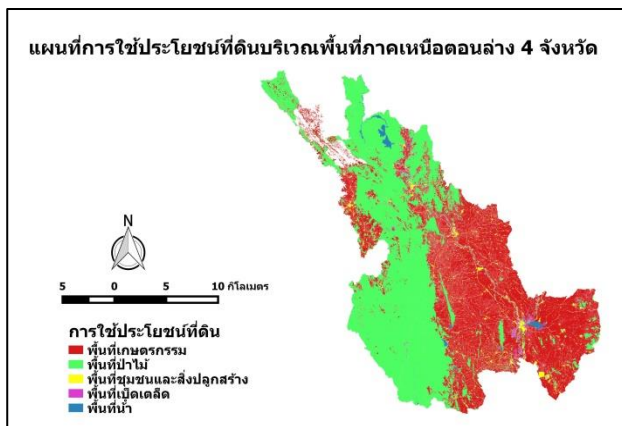 แผนที่การใช้ประโยชน์ที่ดินบริเวณพื้นที่ภาคเหนือตอนล่าง 4 จังหวัด
N
5 0 5 10 กิโลเมตร
การใช้ประโยชน์ที่ดิน
พื้นที่เกษตรกรรม
พื้นที่ป่าไม้
พื้นที่ชุมชนและสิ่งปลูกสร้าง
พื้นที่เบ็ดเตล็ด
พื้นที่น้ำ